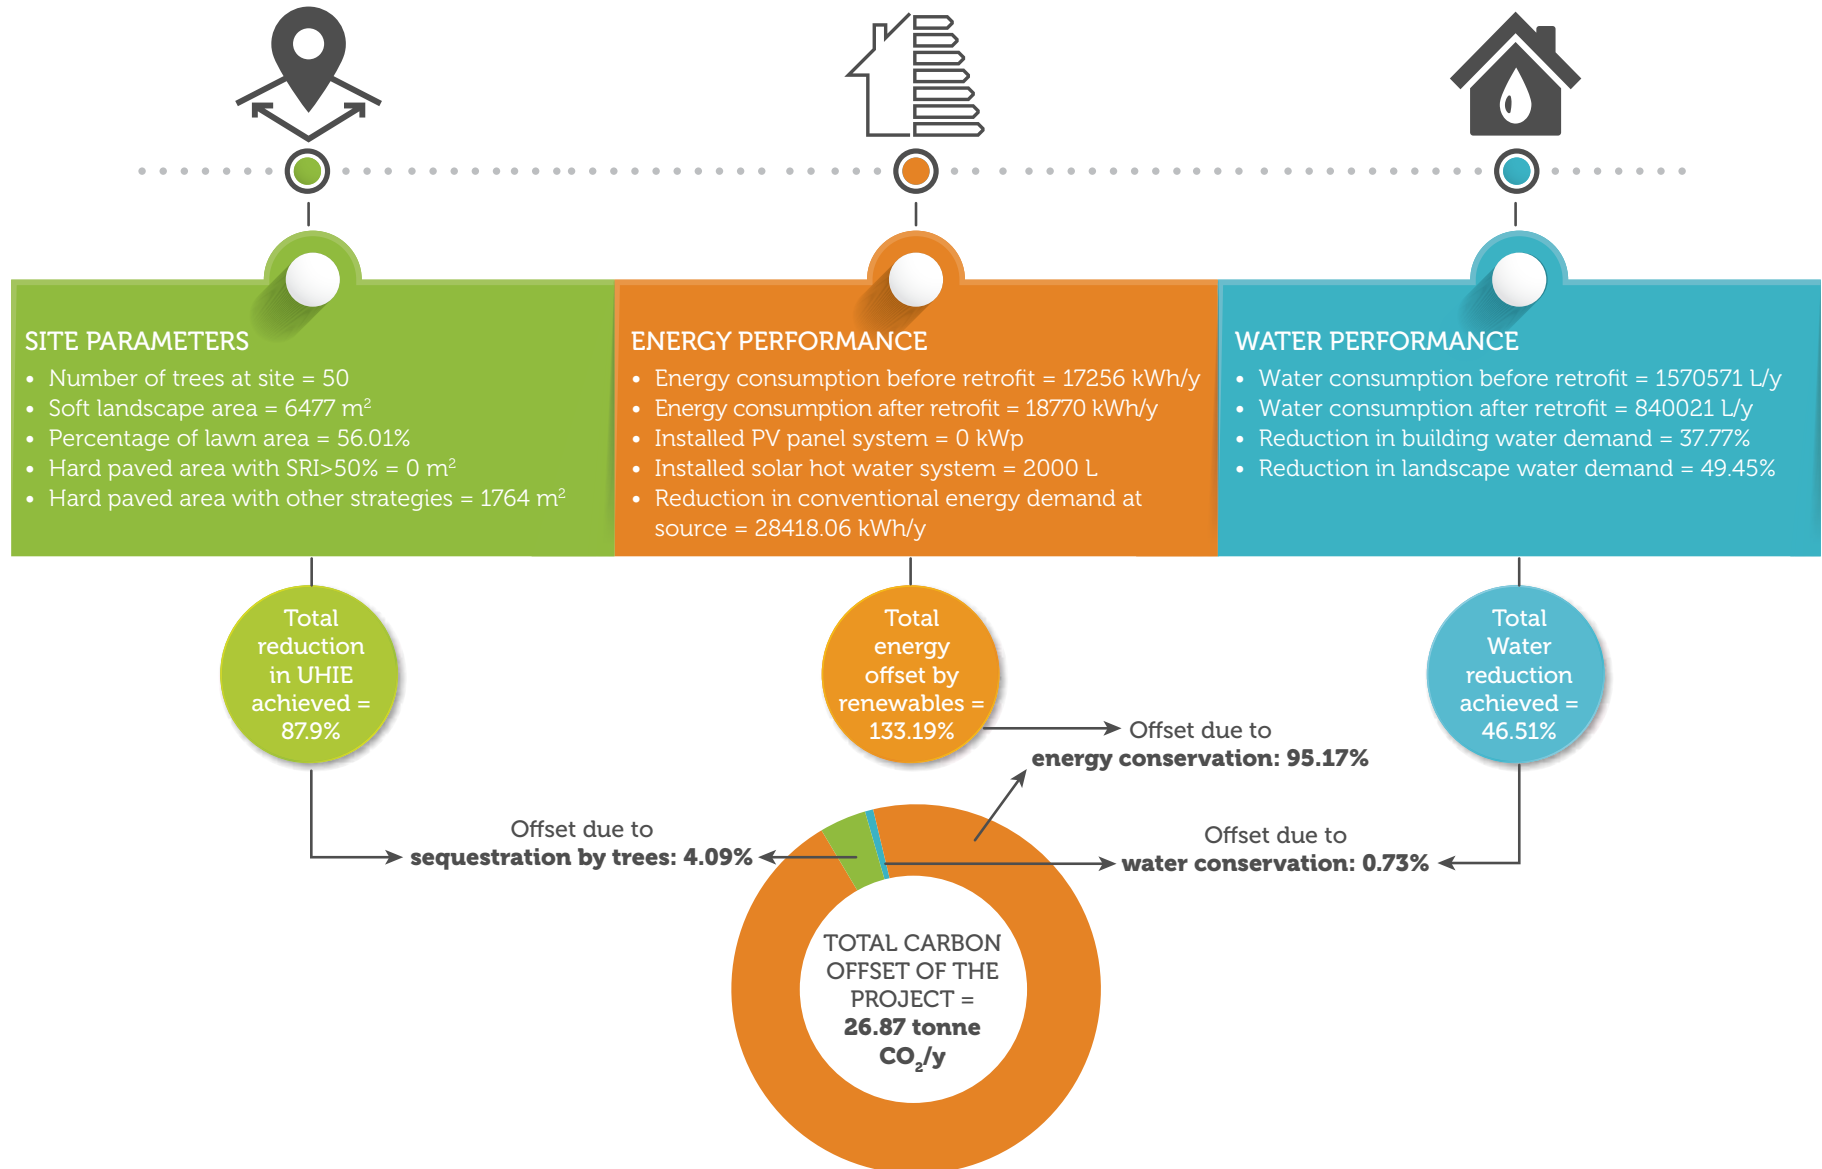 SITE PARAMETERS
• Number of trees at site = 50
• Soft landscape area = 6477 m²
• Percentage of lawn area = 56.01%
• Hard paved area with SRI>50% = 0 m²
• Hard paved area with other strategies = 1764 m²
ENERGY PERFORMANCE
• Energy consumption before retrofit = 17256 kWh/y
• Energy consumption after retrofit = 18770 kWh/y
• Installed PV panel system = 0 kWp
• Installed solar hot water system = 2000 L
• Reduction in conventional energy demand at
source = 28418.06 kWh/y
WATER PERFORMANCE
• Water consumption before retrofit = 1570571 L/y
• Water consumption after retrofit = 840021 L/y
• Reduction in building water demand = 37.77%
• Reduction in landscape water demand = 49.45%
Total
reduction
in UHIE
achieved =
87.9%
Total
energy
offset by
renewables =
133.19%
Total
Water
reduction
achieved =
46.51%
Offset due to
energy conservation: 95.17%
Offset due to
sequestration by trees: 4.09%
Offset due to
water conservation: 0.73%
TOTAL CARBON
OFFSET OF THE
PROJECT =
26.87 tonne
CO₂/y